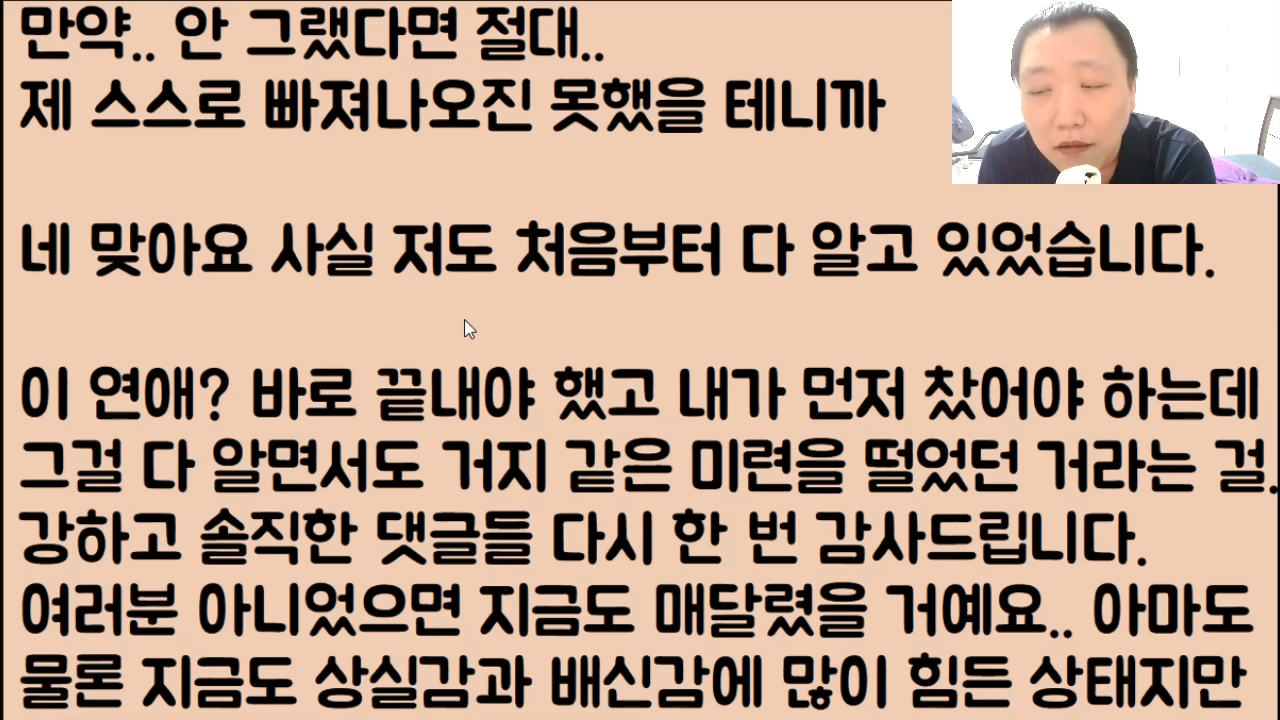 만약.. 안 그랬다면 절대..
제 스스로 빠져나오진 못했을 테니까
네 맞아요 사실 저도 처음부터 다 알고 있었습니다.
이 연애? 바로 끝내야 했고 내가 먼저 찼어야 하는데
그걸 다 알면서도 거지 같은 미련을 떨었던 거라는 걸.
강하고 솔직한 댓글들 다시 한 번 감사드립니다.
여러분 아니었으면 지금도 매달렸을 거예요.. 아마도
물론 지금도 상실감과 배신감에 많이 힘든 상태지만